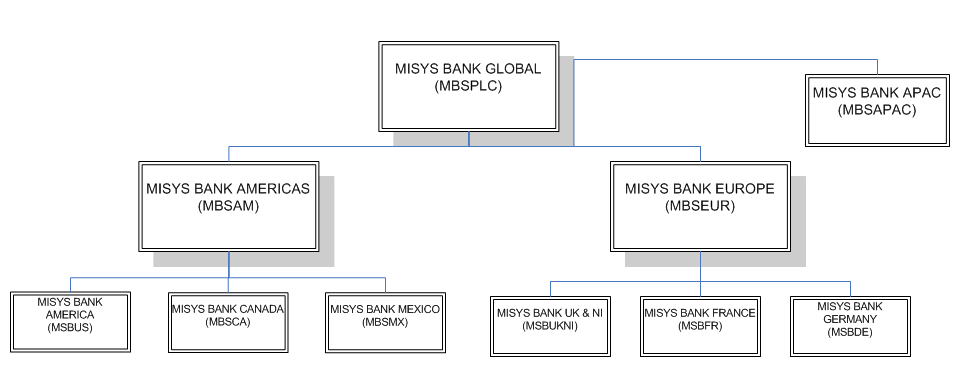 MISYS BANK GLOBAL
(MBSPLC)
MISYS BANK APAC
(MBSAPAC)
MISYS BANK AMERICAS
(MBSAM)
MISYS BANK EUROPE
(MBSEUR)
MISYS BANK
AMERICA
(MSBUS)
MISYS BANK CANADA
(MBSCA)
MISYS BANK MEXICO
(MBSMX)
MISYS BANK UK & NI
(MSBUKNI)
MISYS BANK FRANCE
(MSBFR)
MISYS BANK
GERMANY
(MSBDE)